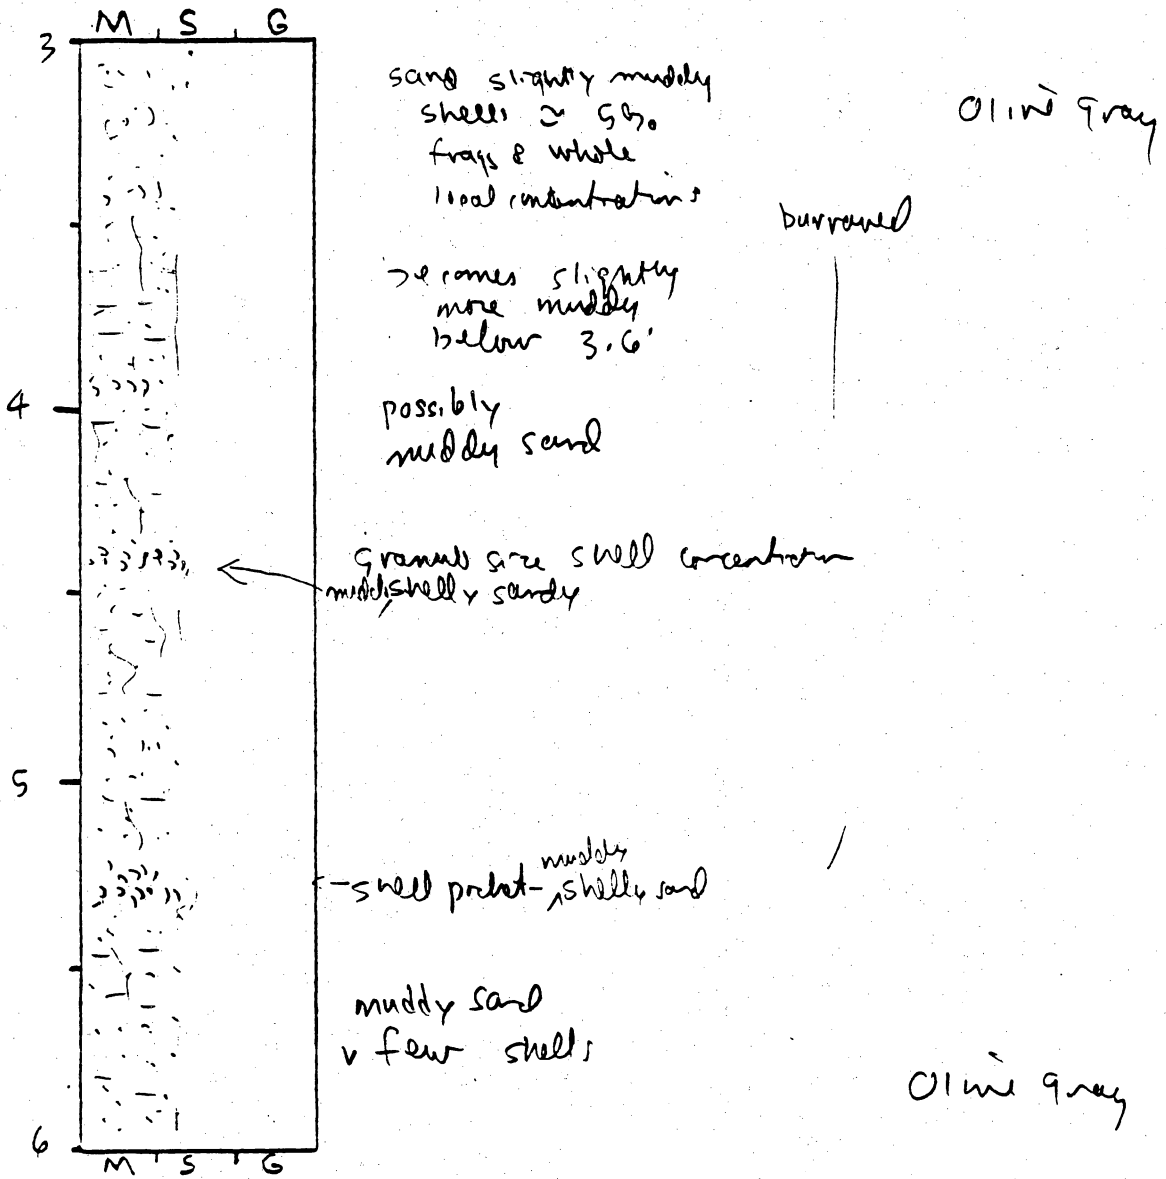 M S G
3
sand slightly muddy
shells ≃ 5%
frags & whole
local concentrations
Olive Gray
burrowed
becomes slightly
more muddy
below 3.6'
4
possibly
muddy sand
granule size shell concentration
muddy shelly sandy
5
shell pocket - muddy shelly sand
muddy sand
v few shells
Olive gray
6
M S G